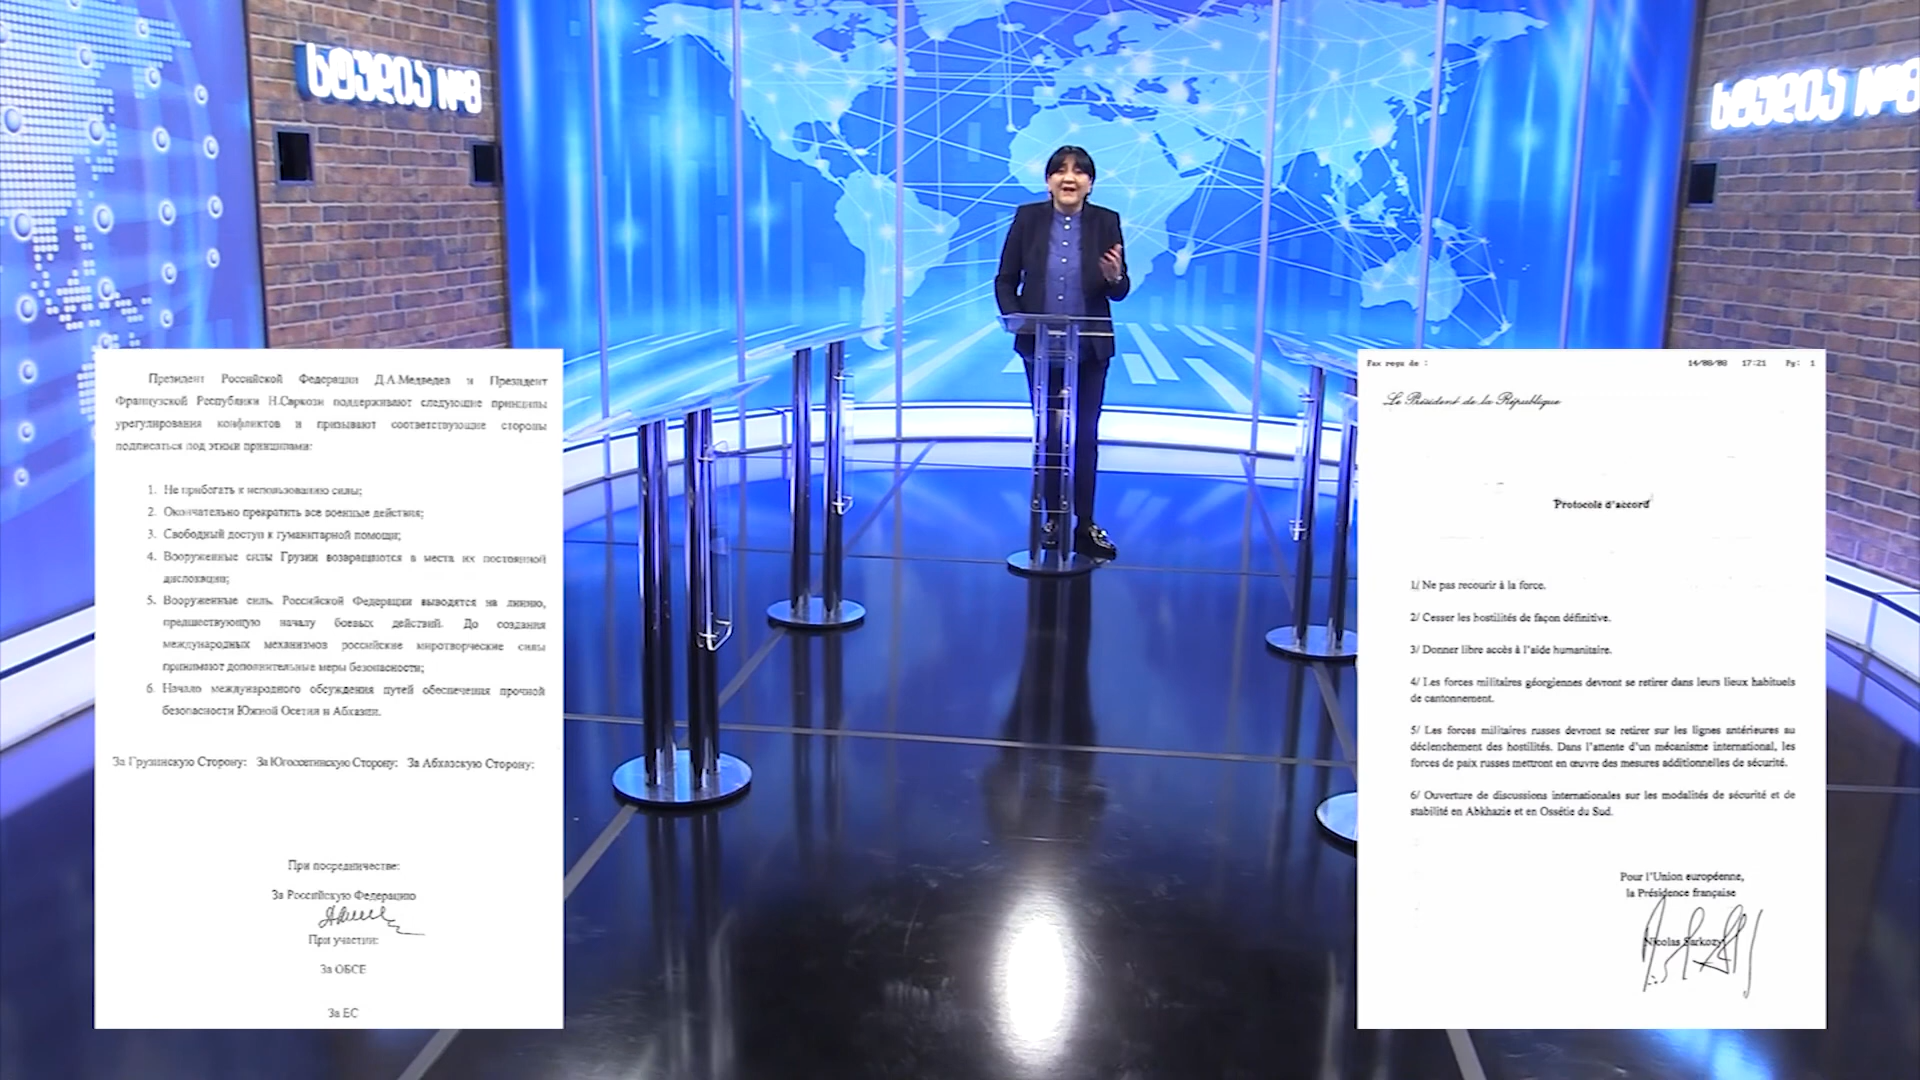 სტუდია №8
სტუდია №8
Президент Российской Федерации Д.А.Медведев и Президент
Французской Республики Н.Саркози поддерживают следующие принципы
урегулирования конфликтов и призывают соответствующие стороны
подписаться под этими принципами:
1. Не прибегать к использованию силы;
2. Окончательно прекратить все военные действия;
3. Свободный доступ к гуманитарной помощи;
4. Вооруженные силы Грузии возвращаются в места их постоянной
дислокации;
5. Вооруженные силы Российской Федерации выводятся на линию,
предшествующую началу боевых действий. До создания
международных механизмов российские миротворческие силы
принимают дополнительные меры безопасности;
6. Начало международного обсуждения путей обеспечения прочной
безопасности Южной Осетии и Абхазии.
За Грузинскую Сторону: За Югоосетинскую Сторону: За Абхазскую Сторону:
При посредничестве:
За Российскую Федерацию
При участии:
За ОБСЕ
За ЕС
Fax reçu de : 14/08/08 17:21 Pg: 1
Le Président de la République
Protocole d'accord
1/ Ne pas recourir à la force.
2/ Cesser les hostilités de façon définitive.
3/ Donner libre accès à l'aide humanitaire.
4/ Les forces militaires géorgiennes devront se retirer dans leurs lieux habituels
de cantonnement.
5/ Les forces militaires russes devront se retirer sur les lignes antérieures au
déclenchement des hostilités. Dans l'attente d'un mécanisme international, les
forces de paix russes mettront en œuvre des mesures additionnelles de sécurité.
6/ Ouverture de discussions internationales sur les modalités de sécurité et de
stabilité en Abkhazie et en Ossétie du Sud.
Pour l'Union européenne,
la Présidence française
Nicolas Sarkozy